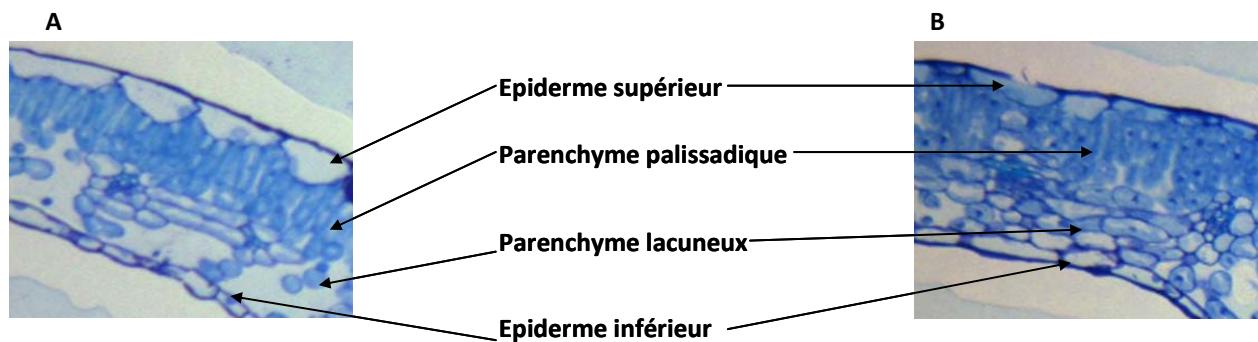 A
B
Epiderme supérieur
Parenchyme palissadique
Parenchyme lacuneux
Epiderme inférieur